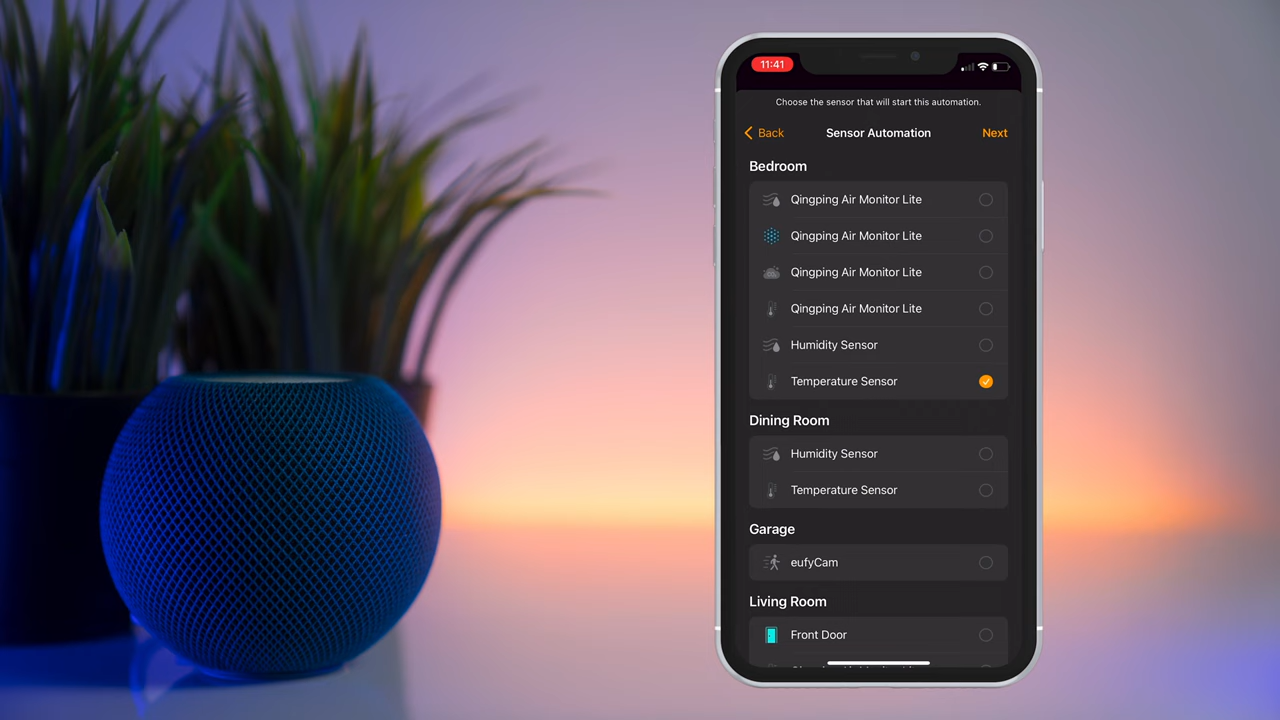 11:41
Choose the sensor that will start this automation.
Back Sensor Automation Next
Bedroom
Qingping Air Monitor Lite
Qingping Air Monitor Lite
Qingping Air Monitor Lite
Qingping Air Monitor Lite
Humidity Sensor
Temperature Sensor
Dining Room
Humidity Sensor
Temperature Sensor
Garage
eufyCam
Living Room
Front Door